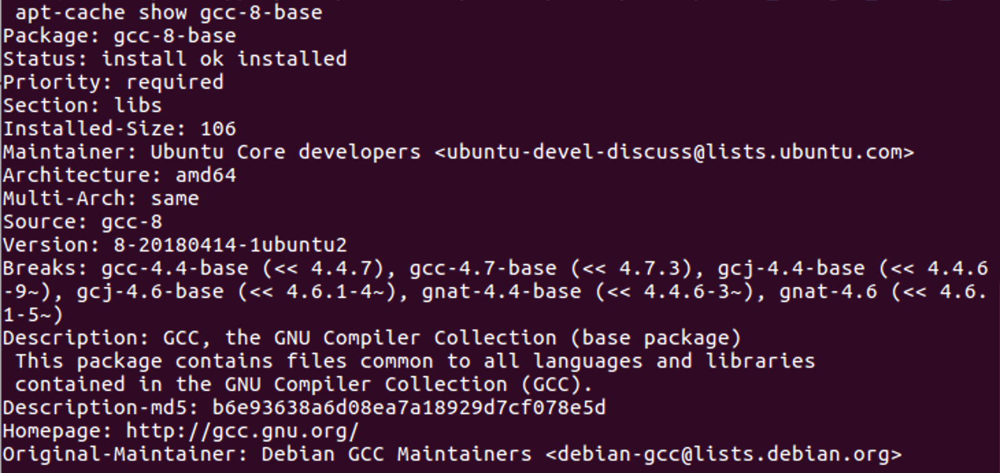 apt-cache show gcc-8-base
Package: gcc-8-base
Status: install ok installed
Priority: required
Section: libs
Installed-Size: 106
Maintainer: Ubuntu Core developers <ubuntu-devel-discuss@lists.ubuntu.com>
Architecture: amd64
Multi-Arch: same
Source: gcc-8
Version: 8-20180414-1ubuntu2
Breaks: gcc-4.4-base (<< 4.4.7), gcc-4.7-base (<< 4.7.3), gcj-4.4-base (<< 4.4.6
-9~), gcj-4.6-base (<< 4.6.1-4~), gnat-4.4-base (<< 4.4.6-3~), gnat-4.6 (<< 4.6.
1-5~)
Description: GCC, the GNU Compiler Collection (base package)
 This package contains files common to all languages and libraries
 contained in the GNU Compiler Collection (GCC).
Description-md5: b6e93638a6d08ea7a18929d7cf078e5d
Homepage: http://gcc.gnu.org/
Original-Maintainer: Debian GCC Maintainers <debian-gcc@lists.debian.org>